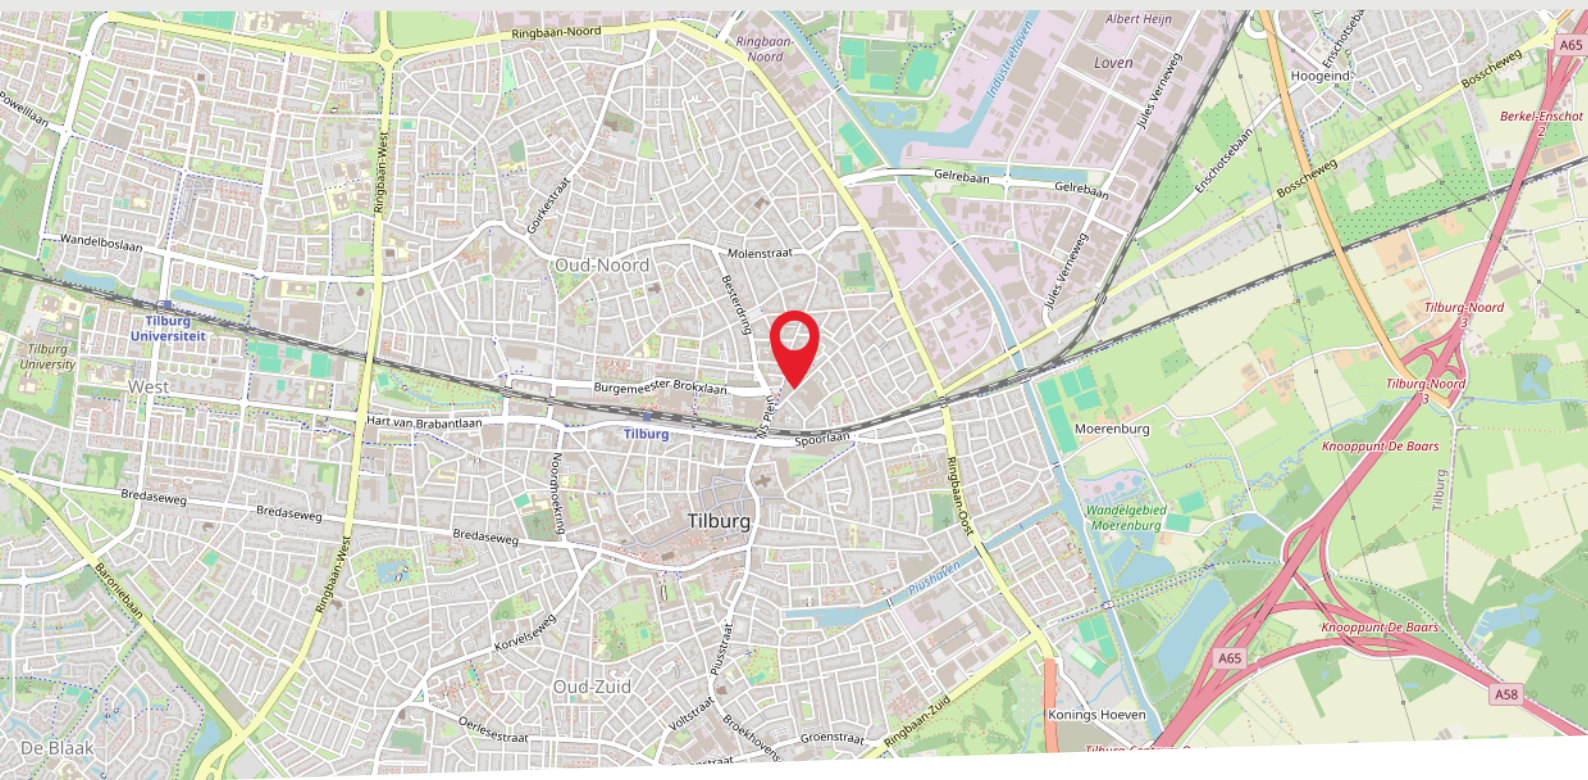 Albert Heijn
Ringbaan-Noord
Ringbaan-
Noord
Industriehaven
Loven
Jules Verneweg
Hoogeind
Enschotseba
Bosscheweg
A65
Berkel-Enschot
2
Poweillaan
Ringbaan-West
Goirkestraat
Gelrebaan
Gelrebaan
Enschotsebaan
Bosscheweg
Wandelboslaan
Oud-Noord
Molenstraat
Besterdring
Jules Verneweg
Tilburg
Universiteit
Tilburg-Noord
3
Tilburg
University
West
Burgemeester Brokxlaan
Tilburg-Noord
3
Hart van Brabantlaan
Tilburg
NS Plein
Spoorlaan
Moerenburg
Knooppunt De Baars
Bredaseweg
Bredaseweg
Bredaseweg
Noordhoekring
Tilburg
Ringbaan-Oost
Wandelgebied
Moerenburg
Tilburg
Baroniebaan
Ringbaan-West
Piushaven
Korvelseweg
Piusstraat
Knooppunt De Baars
A65
Oud-Zuid
A58
De Blaak
Oerlesestraat
Voltstraat
Broekhovens
Groenstraat
Ringbaan-Zuid
Konings Hoeven